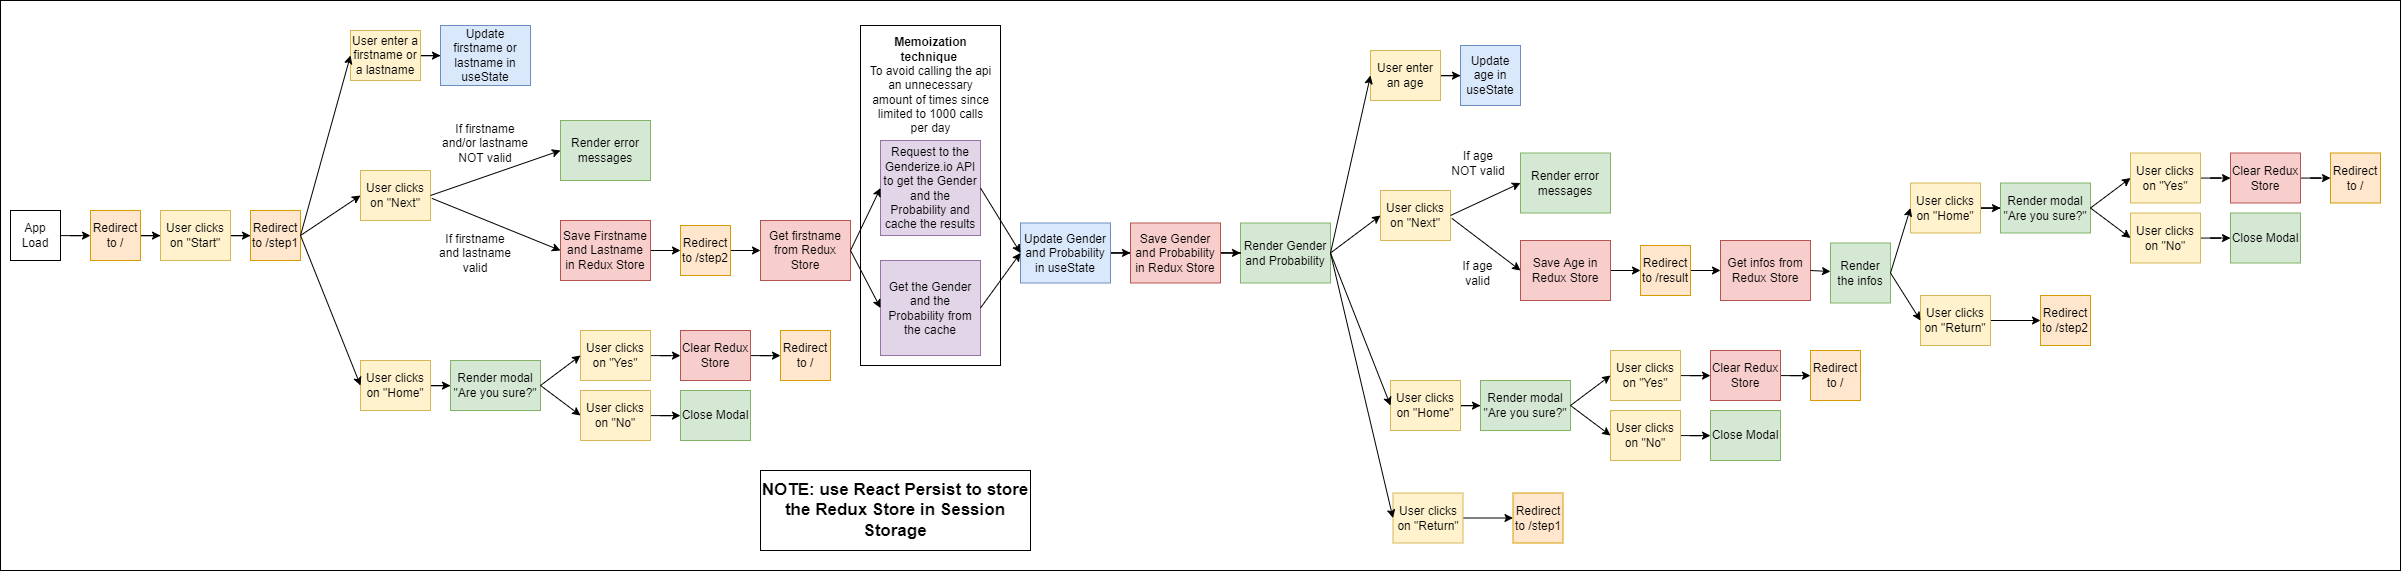 App
Load
Redirect
to /
User clicks
on "Start"
Redirect
to /step1
User enter a
firstname or
a lastname
Update
firstname or
lastname in
useState
User clicks
on "Next"
If firstname
and/or lastname
NOT valid
Render error
messages
If firstname
and lastname
valid
Save Firstname
and Lastname
in Redux Store
Redirect
to /step2
Get firstname
from Redux
Store
User clicks
on "Home"
Render modal
"Are you sure?"
User clicks
on "Yes"
Clear Redux
Store
Redirect
to /
User clicks
on "No"
Close Modal
Memoization
technique
To avoid calling the api
an unnecessary
amount of times since
limited to 1000 calls
per day
Request to the
Genderize.io API
to get the Gender
and the
Probability and
cache the results
Get the Gender
and the
Probability from
the cache
Update Gender
and Probability
in useState
Save Gender
and Probability
in Redux Store
Render Gender
and Probability
User enter
an age
Update
age in
useState
User clicks
on "Next"
If age
NOT valid
Render error
messages
If age
valid
Save Age in
Redux Store
Redirect
to /result
Get infos from
Redux Store
Render
the infos
User clicks
on "Home"
Render modal
"Are you sure?"
User clicks
on "Yes"
Clear Redux
Store
Redirect
to /
User clicks
on "No"
Close Modal
User clicks
on "Return"
Redirect
to /step2
User clicks
on "Home"
Render modal
"Are you sure?"
User clicks
on "Yes"
Clear Redux
Store
Redirect
to /
User clicks
on "No"
Close Modal
User clicks
on "Return"
Redirect
to /step1
NOTE: use React Persist to store
the Redux Store in Session
Storage